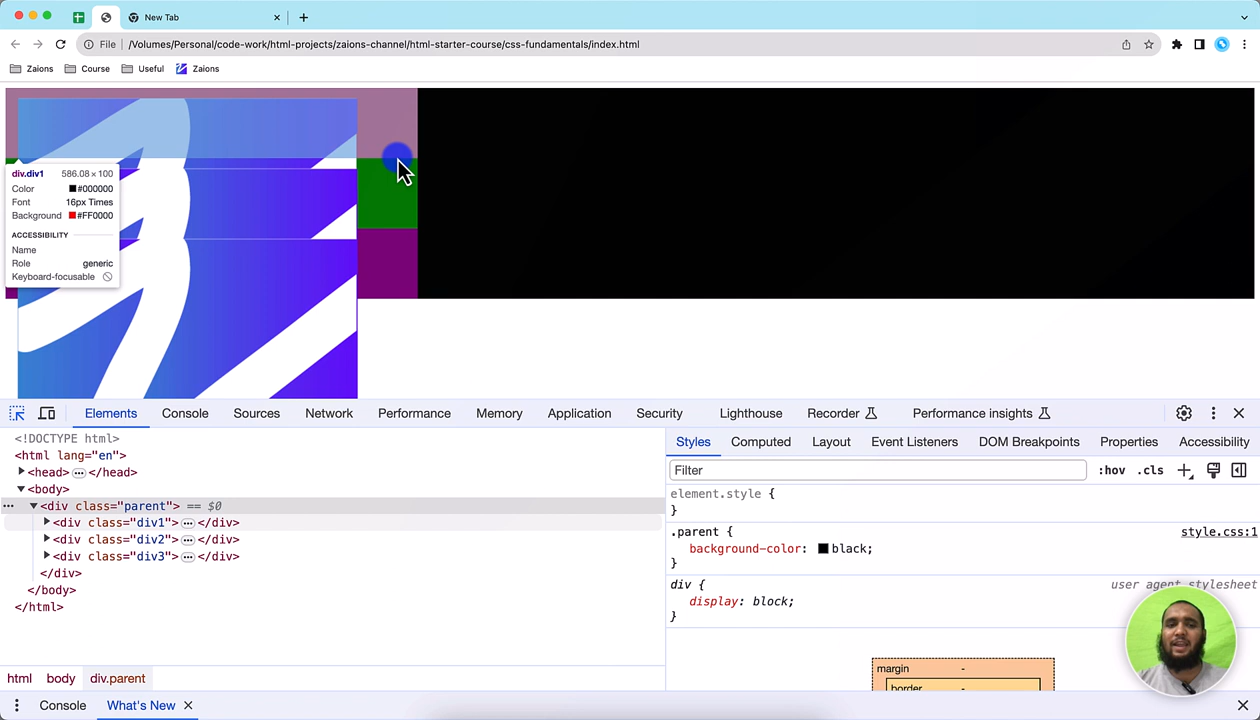 New Tab
File
/Volumes/Personal/code-work/html-projects/zaions-channel/html-starter-course/css-fundamentals/index.html
Zaions Course Useful Zaions
div.div1 586.08 × 100
Color #000000
Font 16px Times
Background #FF0000
ACCESSIBILITY
Name
Role generic
Keyboard-focusable
Elements Console Sources Network Performance Memory Application Security Lighthouse Recorder Performance insights
<!DOCTYPE html>
<html lang="en">
<head> </head>
<body>
<div class="parent"> == $0
<div class="div1"> </div>
<div class="div2"> </div>
<div class="div3"> </div>
</div>
</body>
</html>
html body div.parent
Styles Computed Layout Event Listeners DOM Breakpoints Properties Accessibility
Filter :hov .cls
element.style {
}
.parent { style.css:1
background-color: black;
}
div { user agent stylesheet
display: block;
}
margin -
border -
Console What's New